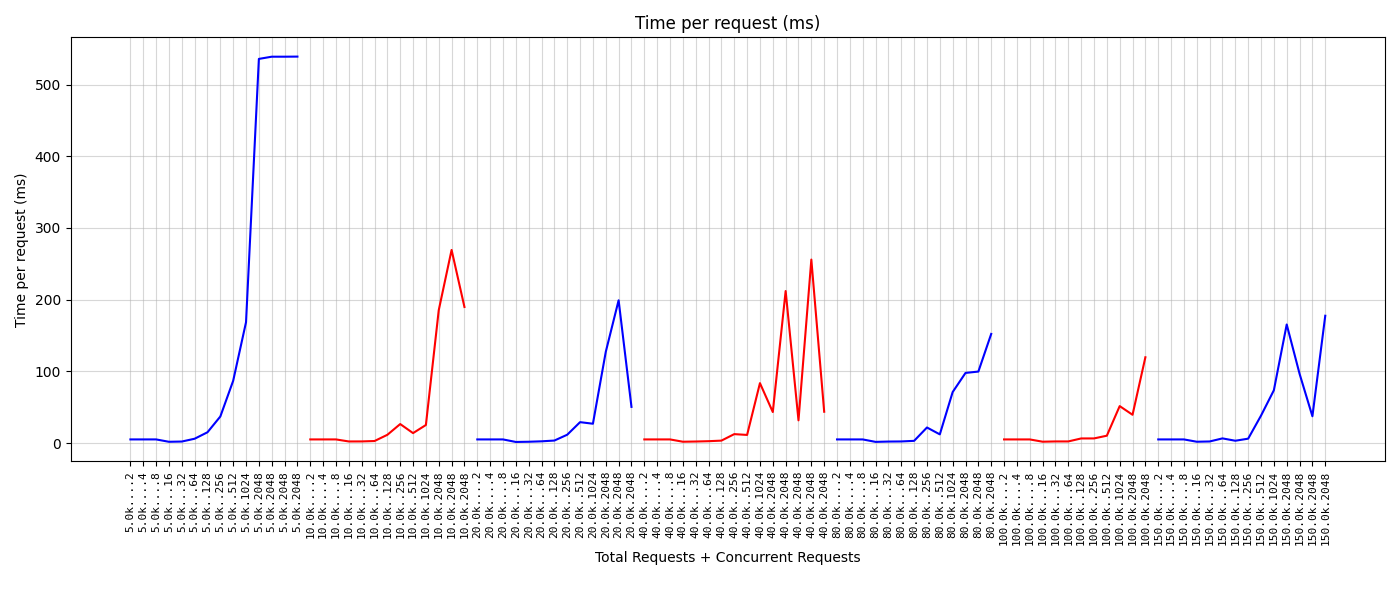 Time per request (ms)
Time per request (ms)
500
400
300
200
100
0
5.0k....2
5.0k....4
5.0k....8
5.0k...16
5.0k...32
5.0k...64
5.0k..128
5.0k..256
5.0k..512
5.0k.1024
5.0k.2048
5.0k.2048
5.0k.2048
5.0k.2048
10.0k....2
10.0k....4
10.0k....8
10.0k...16
10.0k...32
10.0k...64
10.0k..128
10.0k..256
10.0k..512
10.0k.1024
10.0k.2048
10.0k.2048
10.0k.2048
20.0k....2
20.0k....4
20.0k....8
20.0k...16
20.0k...32
20.0k...64
20.0k..128
20.0k..256
20.0k..512
20.0k.1024
20.0k.2048
20.0k.2048
20.0k.2048
40.0k....2
40.0k....4
40.0k....8
40.0k...16
40.0k...32
40.0k...64
40.0k..128
40.0k..256
40.0k..512
40.0k.1024
40.0k.2048
40.0k.2048
40.0k.2048
40.0k.2048
40.0k.2048
80.0k....2
80.0k....4
80.0k....8
80.0k...16
80.0k...32
80.0k...64
80.0k..128
80.0k..256
80.0k..512
80.0k.1024
80.0k.2048
80.0k.2048
80.0k.2048
100.0k....2
100.0k....4
100.0k....8
100.0k...16
100.0k...32
100.0k...64
100.0k..128
100.0k..256
100.0k..512
100.0k.1024
100.0k.2048
100.0k.2048
150.0k....2
150.0k....4
150.0k....8
150.0k...16
150.0k...32
150.0k...64
150.0k..128
150.0k..256
150.0k..512
150.0k.1024
150.0k.2048
150.0k.2048
150.0k.2048
150.0k.2048
Total Requests + Concurrent Requests